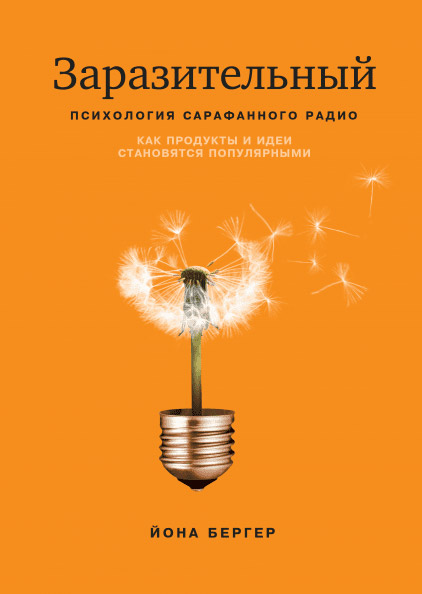 Заразительный
ПСИХОЛОГИЯ САРАФАННОГО РАДИО
КАК ПРОДУКТЫ И ИДЕИ
СТАНОВЯТСЯ ПОПУЛЯРНЫМИ
ЙОНА БЕРГЕР